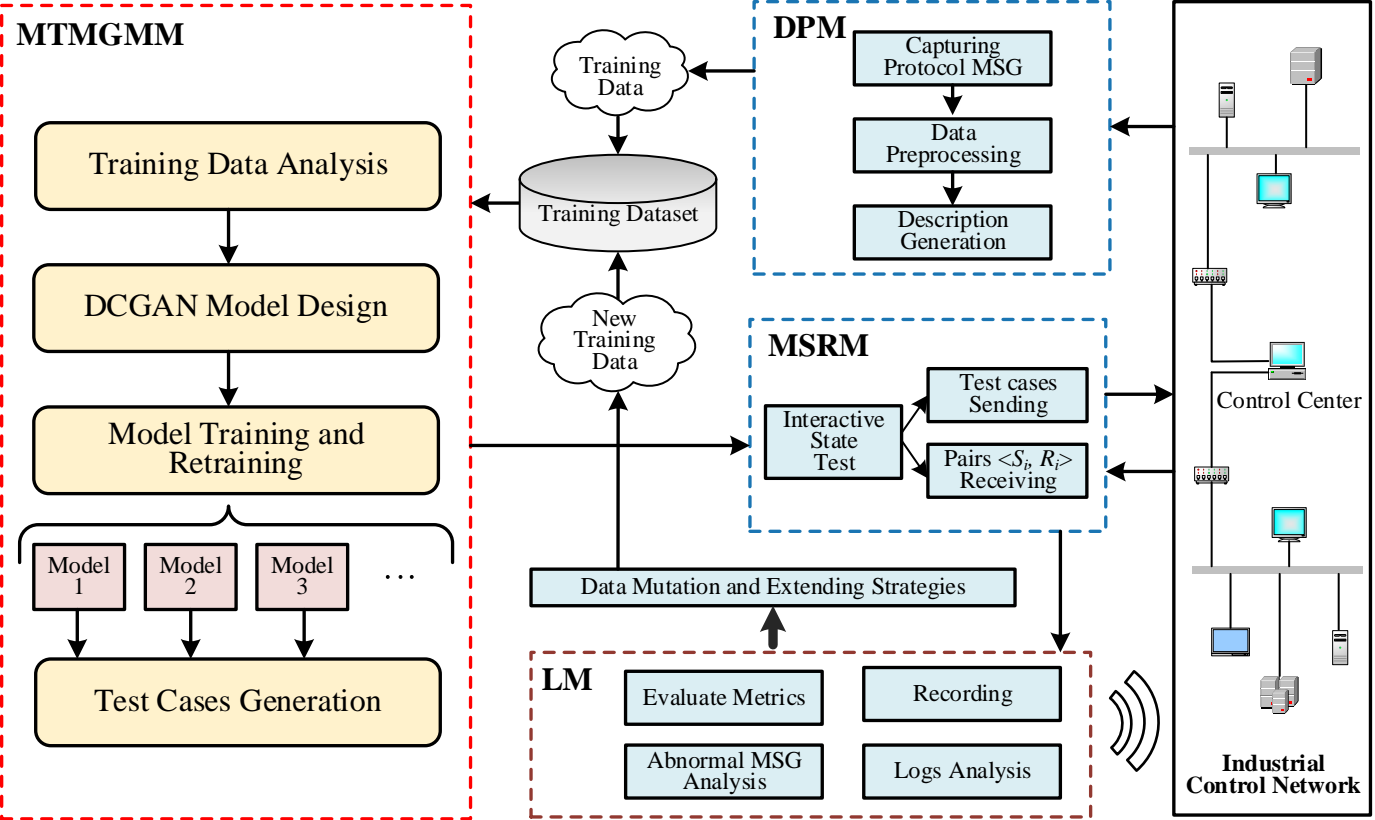 MTMGMM
Training Data Analysis
DCGAN Model Design
Model Training and
Retraining
Model
1
Model
2
Model
3
...
Test Cases Generation
Training
Data
Training Dataset
New
Training
Data
DPM
Capturing
Protocol MSG
Data
Preprocessing
Description
Generation
MSRM
Interactive
State
Test
Test cases
Sending
Pairs <Si, Ri>
Receiving
Data Mutation and Extending Strategies
LM
Evaluate Metrics
Recording
Abnormal MSG
Analysis
Logs Analysis
Control Center
Industrial
Control Network